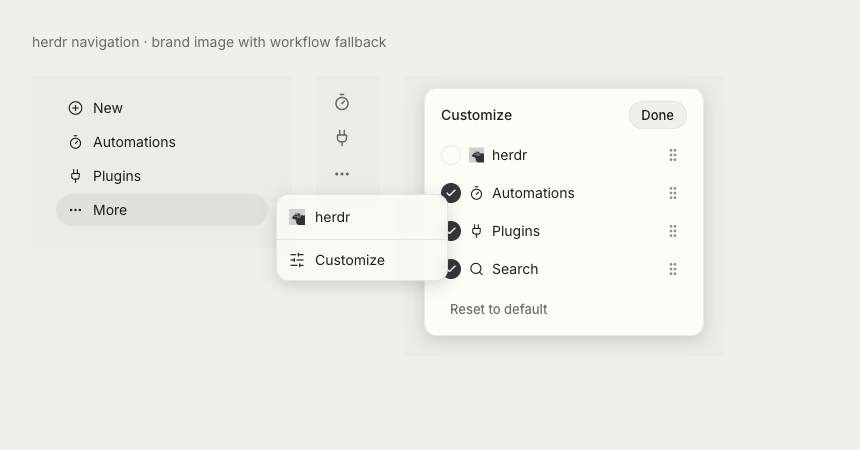 herdr navigation · brand image with workflow fallback
New
Automations
Plugins
More
herdr
Customize
Customize
Done
herdr
Automations
Plugins
Search
Reset to default